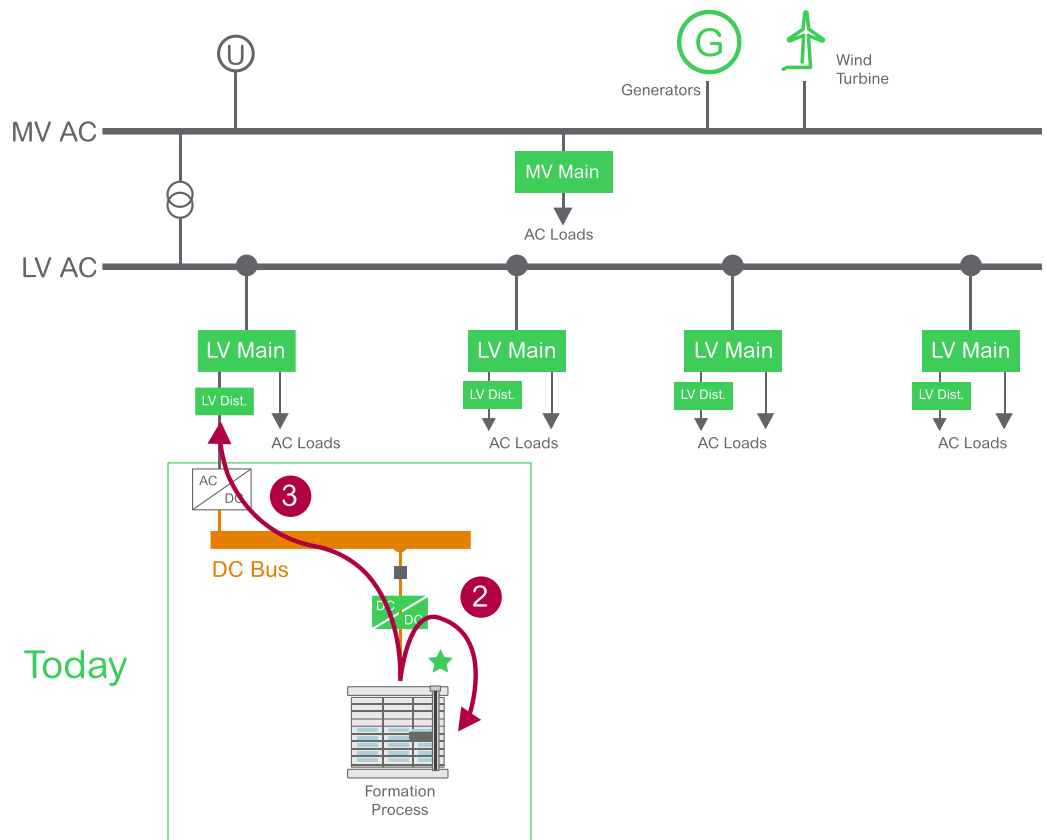 U
G
Generators
Wind
Turbine
MV AC
MV Main
AC Loads
LV AC
LV Main
LV Main
LV Main
LV Main
LV Dist.
LV Dist.
LV Dist.
LV Dist.
AC Loads
AC Loads
AC Loads
AC Loads
AC
DC
3
DC Bus
DC
DC
2
Today
Formation
Process